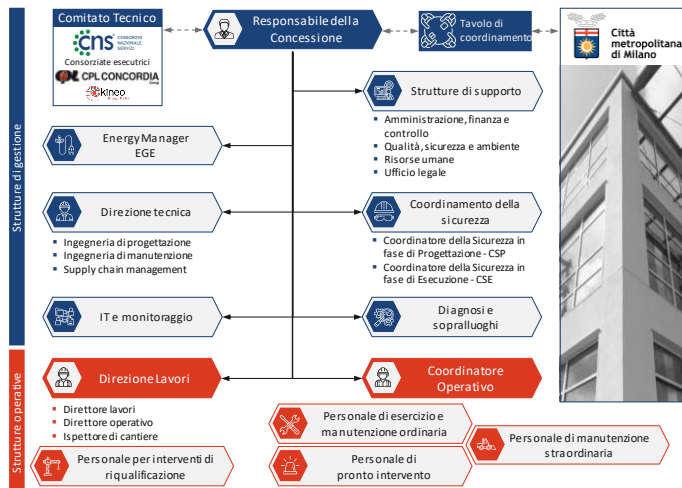 Comitato Tecnico
cns CONSORZIO
NAZIONALE
SERVIZI
Consorziate esecutrici
CPL CONCORDIA
Group
kineo
Responsabile della
Concessione
Tavolo di
coordinamento
Città
metropolitana
di Milano
Strutture di gestione
Strutture di supporto
▪ Amministrazione, finanza e
controllo
▪ Qualità, sicurezza e ambiente
▪ Risorse umane
▪ Ufficio legale
Energy Manager
EGE
Direzione tecnica
▪ Ingegneria di progettazione
▪ Ingegneria di manutenzione
▪ Supply chain management
Coordinamento della
sicurezza
▪ Coordinatore della Sicurezza in
fase di Progettazione - CSP
▪ Coordinatore della Sicurezza in
fase di Esecuzione - CSE
IT e monitoraggio
Diagnosi e
sopralluoghi
Strutture operative
Direzione Lavori
▪ Direttore lavori
▪ Direttore operativo
▪ Ispettore di cantiere
Coordinatore
Operativo
Personale di esercizio e
manutenzione ordinaria
Personale di manutenzione
straordinaria
Personale per interventi di
riqualificazione
Personale di
pronto intervento